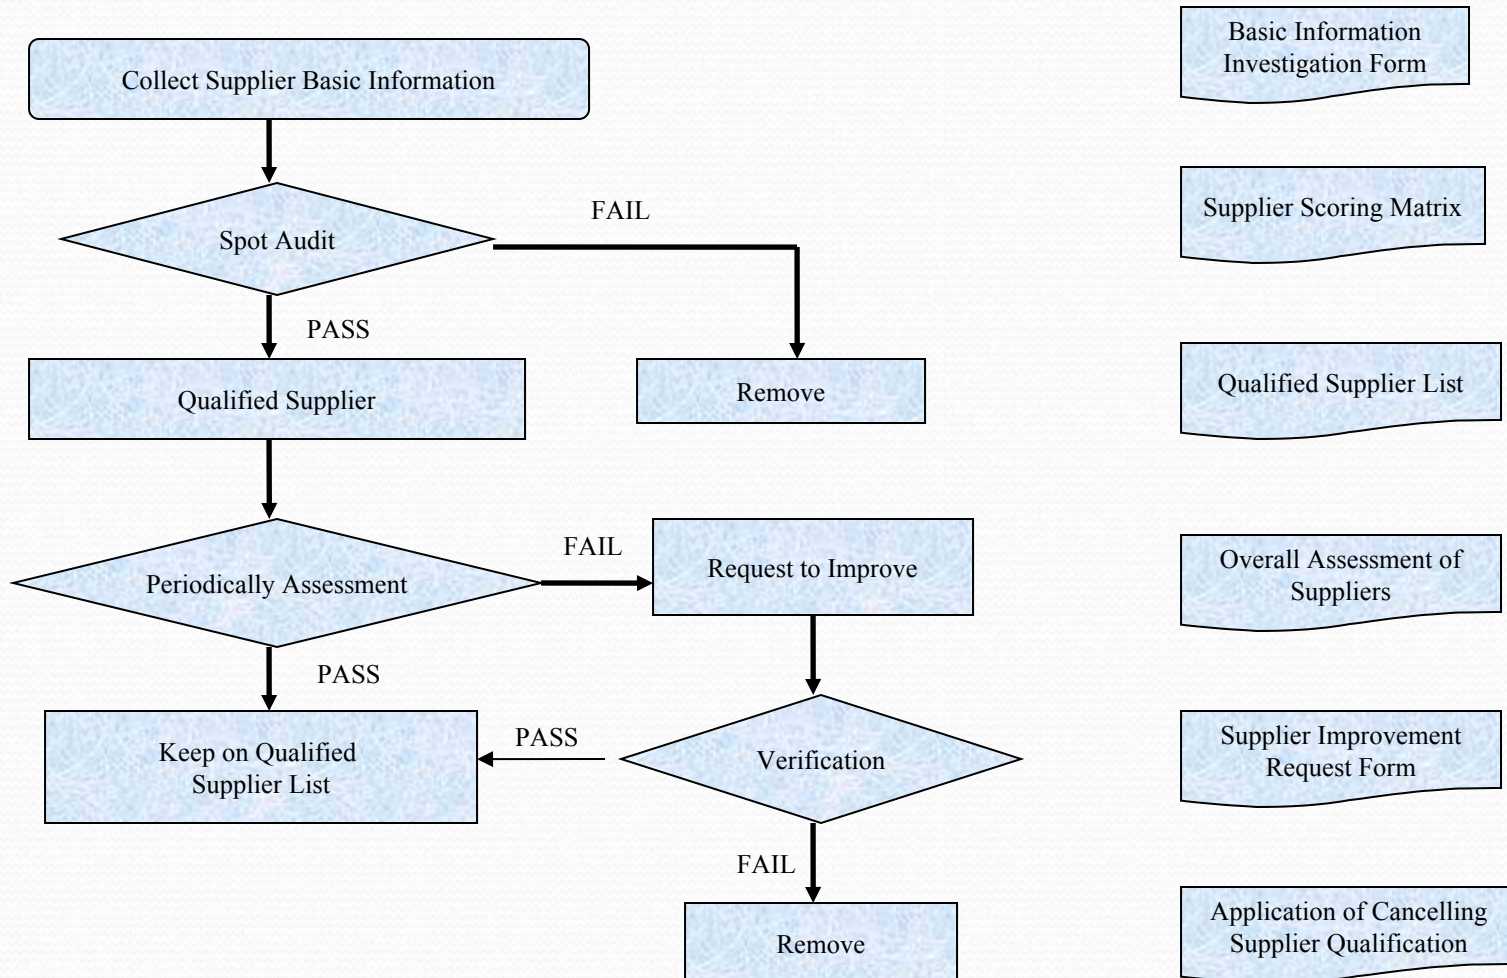 Collect Supplier Basic Information
Basic Information
Investigation Form
Spot Audit
FAIL
Supplier Scoring Matrix
PASS
Qualified Supplier
Remove
Qualified Supplier List
Periodically Assessment
FAIL
Request to Improve
Overall Assessment of
Suppliers
PASS
Keep on Qualified
Supplier List
PASS
Verification
Supplier Improvement
Request Form
FAIL
Remove
Application of Cancelling
Supplier Qualification